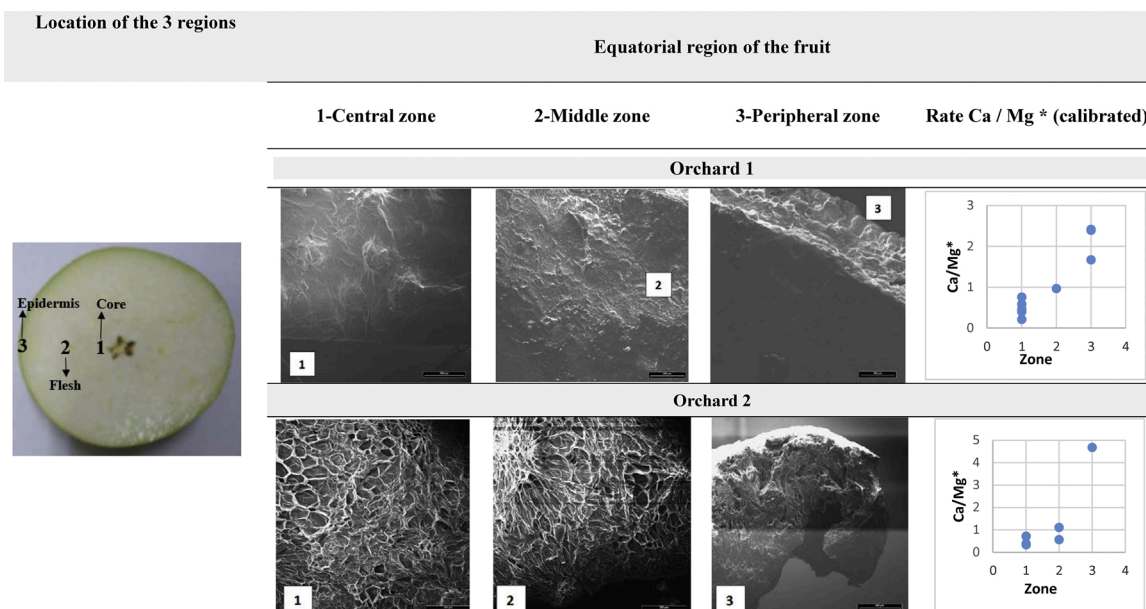 Location of the 3 regions
Equatorial region of the fruit
1-Central zone
2-Middle zone
3-Peripheral zone
Rate Ca / Mg * (calibrated)
Orchard 1
Epidermis
Core
3
2
1
Flesh
1
2
3
Ca/Mg*
3
2
1
0
0 1 2 3 4
Zone
Orchard 2
1
2
3
Ca/Mg*
5
4
3
2
1
0
0 1 2 3 4
Zone